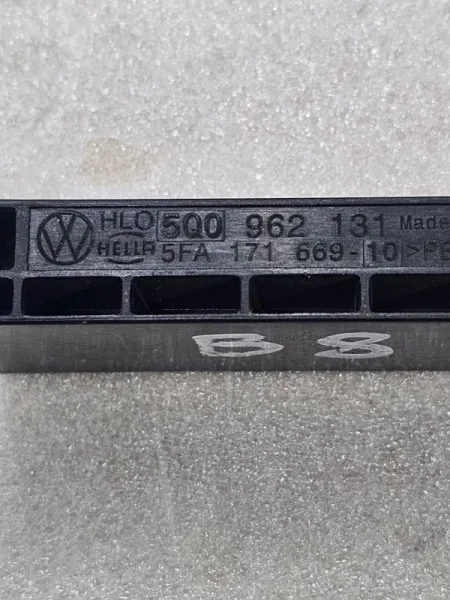 HLO 5Q0 962 131 Made
HELLA 5FA 171 669-10 >PB
B8